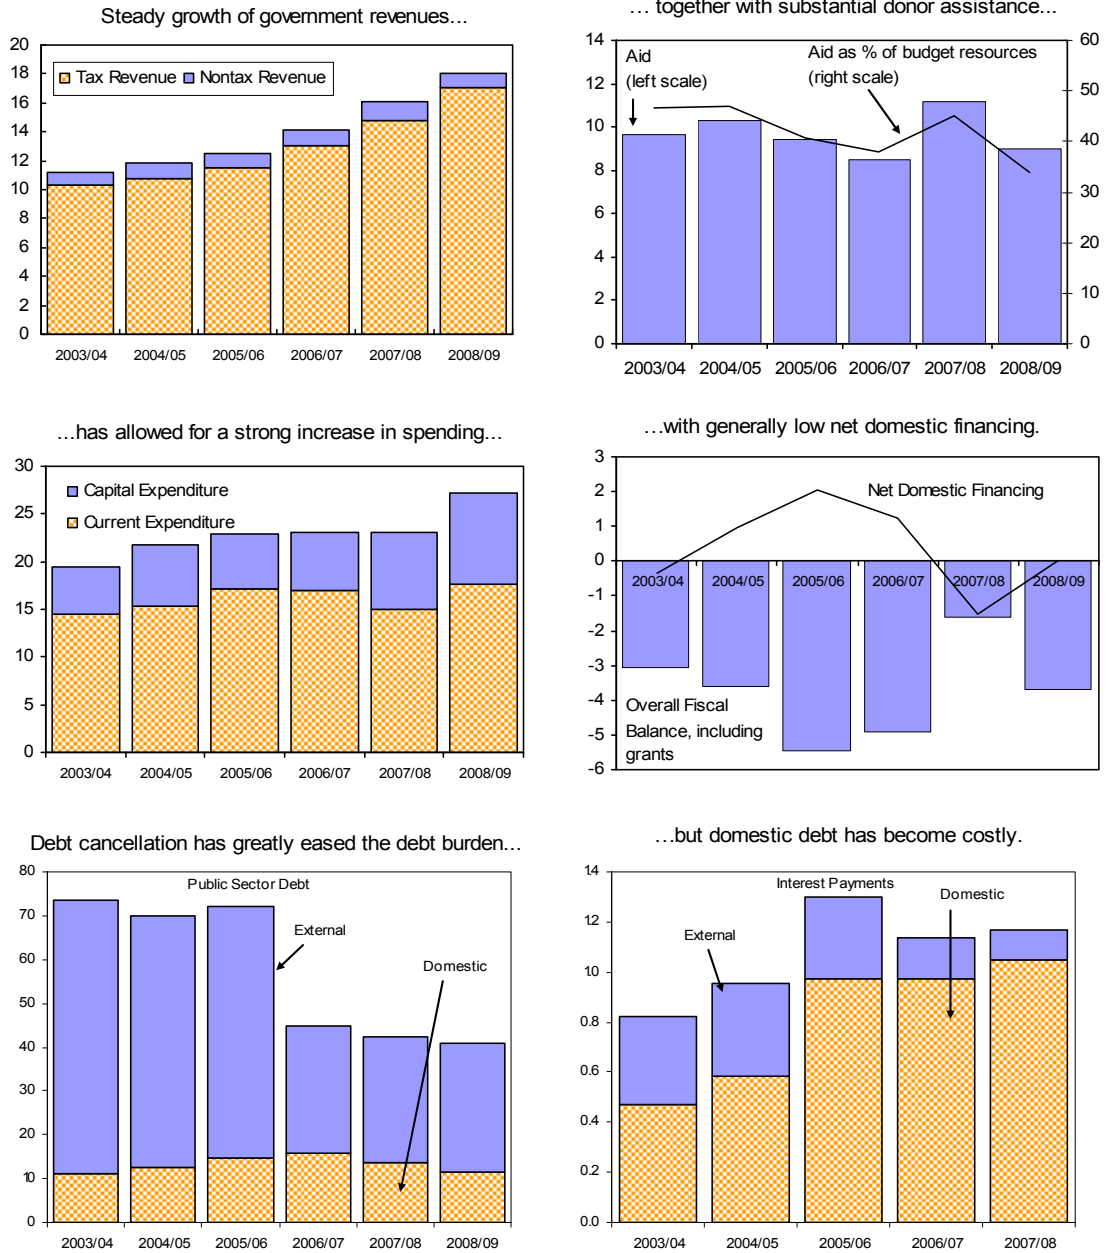 Steady growth of government revenues...
20
18
16
14
12
10
8
6
4
2
0
Tax Revenue Nontax Revenue
2003/04 2004/05 2005/06 2006/07 2007/08 2008/09
… together with substantial donor assistance...
14
12
10
8
6
4
2
0
Aid
(left scale)
Aid as % of budget resources
(right scale)
60
50
40
30
20
10
0
2003/04 2004/05 2005/06 2006/07 2007/08 2008/09
...has allowed for a strong increase in spending...
30
25
20
15
10
5
0
Capital Expenditure
Current Expenditure
2003/04 2004/05 2005/06 2006/07 2007/08 2008/09
…with generally low net domestic financing.
3
2
1
0
-1
-2
-3
-4
-5
-6
Net Domestic Financing
2003/04 2004/05 2005/06 2006/07 2007/08 2008/09
Overall Fiscal
Balance, including
grants
Debt cancellation has greatly eased the debt burden...
80
70
60
50
40
30
20
10
0
Public Sector Debt
External
Domestic
2003/04 2004/05 2005/06 2006/07 2007/08 2008/09
…but domestic debt has become costly.
1.4
1.2
1.0
0.8
0.6
0.4
0.2
0.0
Interest Payments
Domestic
External
2003/04 2004/05 2005/06 2006/07 2007/08